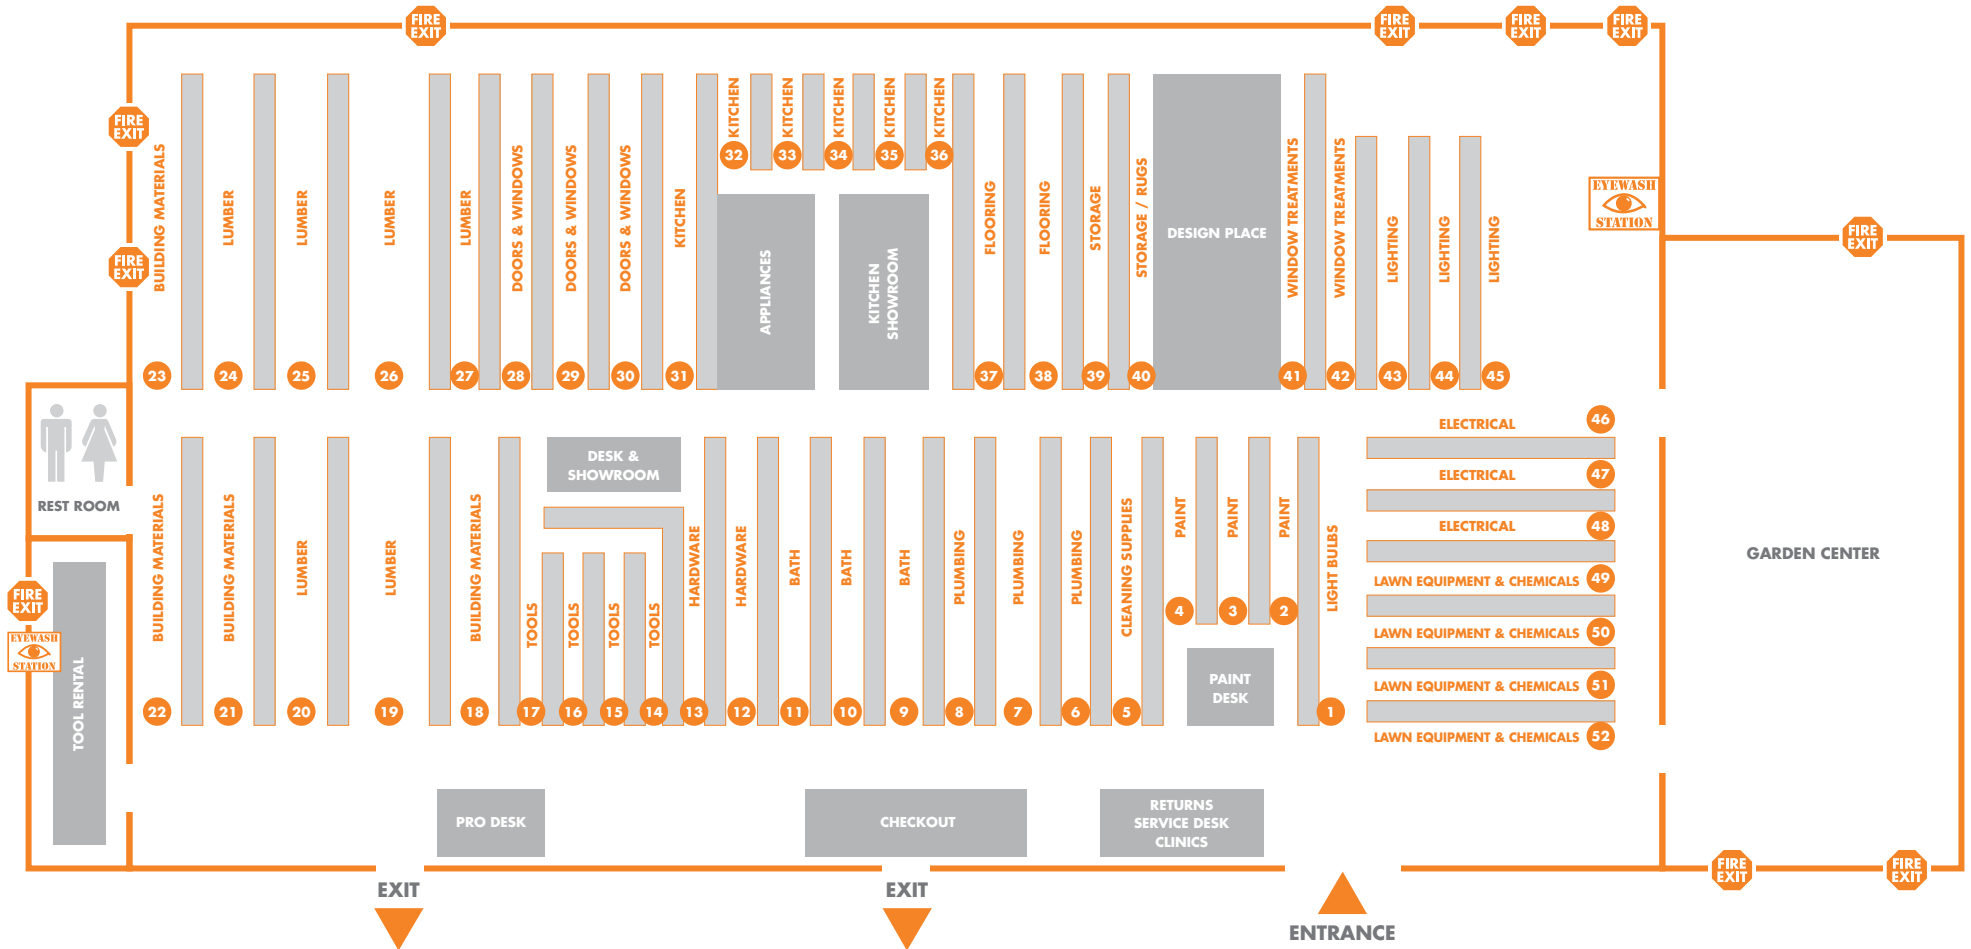 FIRE
EXIT
FIRE
EXIT
FIRE
EXIT
FIRE
EXIT
FIRE
EXIT
FIRE
EXIT
BUILDING MATERIALS
23
LUMBER
24
LUMBER
25
LUMBER
26
LUMBER
27
DOORS & WINDOWS
28
DOORS & WINDOWS
29
DOORS & WINDOWS
30
KITCHEN
31
KITCHEN
32
KITCHEN
33
KITCHEN
34
KITCHEN
35
KITCHEN
36
APPLIANCES
KITCHEN
SHOWROOM
FLOORING
37
FLOORING
38
STORAGE
39
STORAGE / RUGS
40
DESIGN PLACE
WINDOW TREATMENTS
41
WINDOW TREATMENTS
42
LIGHTING
43
LIGHTING
44
LIGHTING
45
EYEWASH
STATION
FIRE
EXIT
REST ROOM
FIRE
EXIT
EYEWASH
STATION
TOOL RENTAL
BUILDING MATERIALS
22
BUILDING MATERIALS
21
LUMBER
20
LUMBER
19
BUILDING MATERIALS
18
DESK &
SHOWROOM
TOOLS
17
TOOLS
16
TOOLS
15
TOOLS
14
HARDWARE
13
HARDWARE
12
BATH
11
BATH
10
BATH
9
PLUMBING
8
PLUMBING
7
PLUMBING
6
CLEANING SUPPLIES
5
PAINT
4
PAINT
3
PAINT
2
PAINT
DESK
LIGHT BULBS
1
ELECTRICAL 46
ELECTRICAL 47
ELECTRICAL 48
LAWN EQUIPMENT & CHEMICALS 49
LAWN EQUIPMENT & CHEMICALS 50
LAWN EQUIPMENT & CHEMICALS 51
LAWN EQUIPMENT & CHEMICALS 52
GARDEN CENTER
PRO DESK
CHECKOUT
RETURNS
SERVICE DESK
CLINICS
FIRE
EXIT
FIRE
EXIT
EXIT
EXIT
ENTRANCE